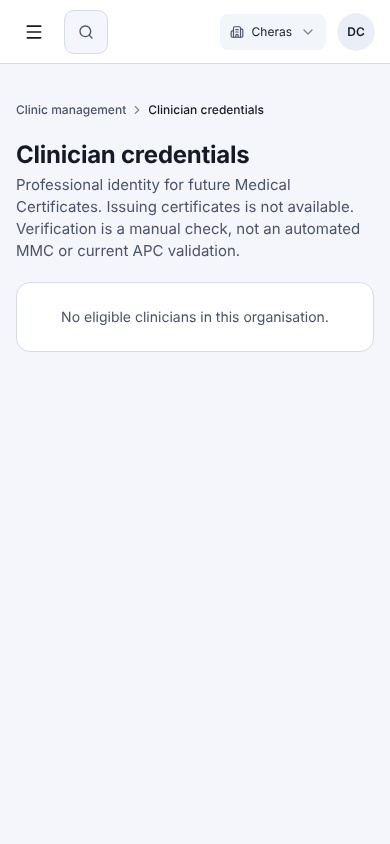 Cheras
DC
Clinic management
Clinician credentials
Clinician credentials
Professional identity for future Medical
Certificates. Issuing certificates is not available.
Verification is a manual check, not an automated
MMC or current APC validation.
No eligible clinicians in this organisation.